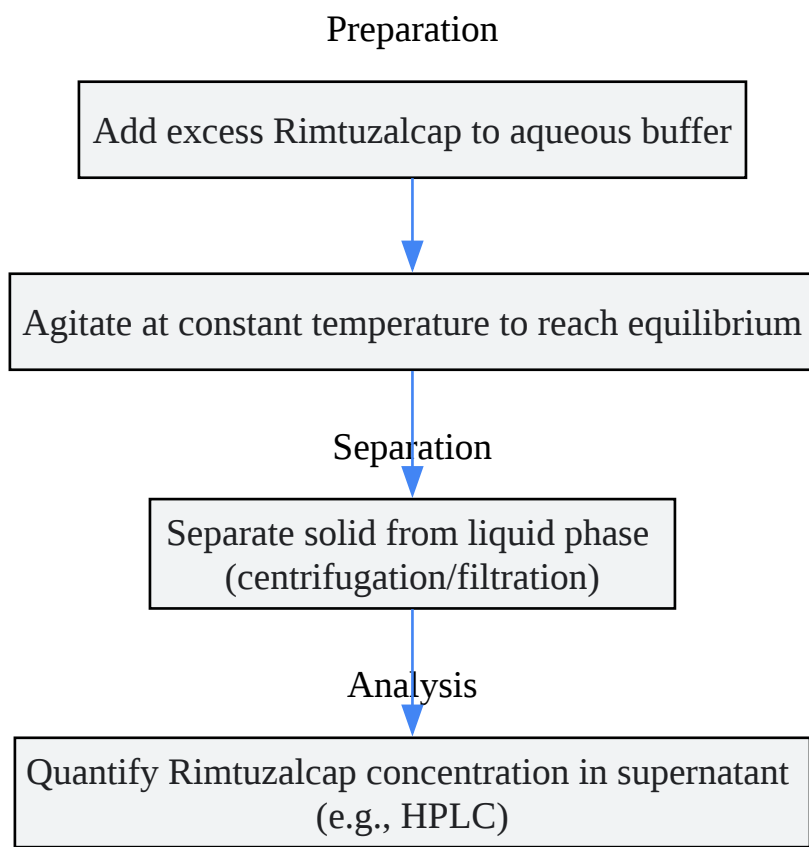 Preparation
Add excess Rimtuzalcap to aqueous buffer
Agitate at constant temperature to reach equilibrium
Separation
Separate solid from liquid phase
(centrifugation/filtration)
Analysis
Quantify Rimtuzalcap concentration in supernatant
(e.g., HPLC)